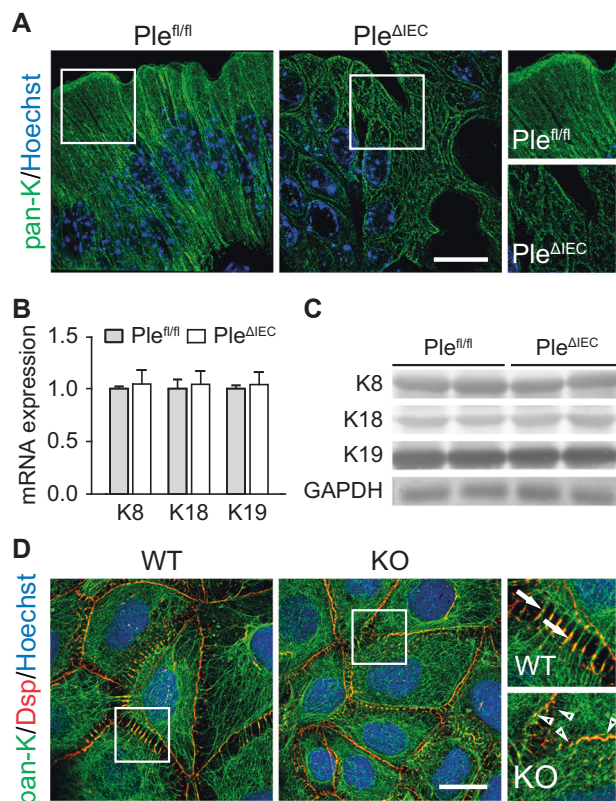 A
Ple^fl/fl
Ple^ΔIEC
pan-K/Hoechst
Ple^fl/fl
Ple^ΔIEC
B
Ple^fl/fl Ple^ΔIEC
mRNA expression
1.5
1.0
0.5
0.0
K8 K18 K19
C
Ple^fl/fl Ple^ΔIEC
K8
K18
K19
GAPDH
D
WT
KO
pan-K/Dsp/Hoechst
WT
KO